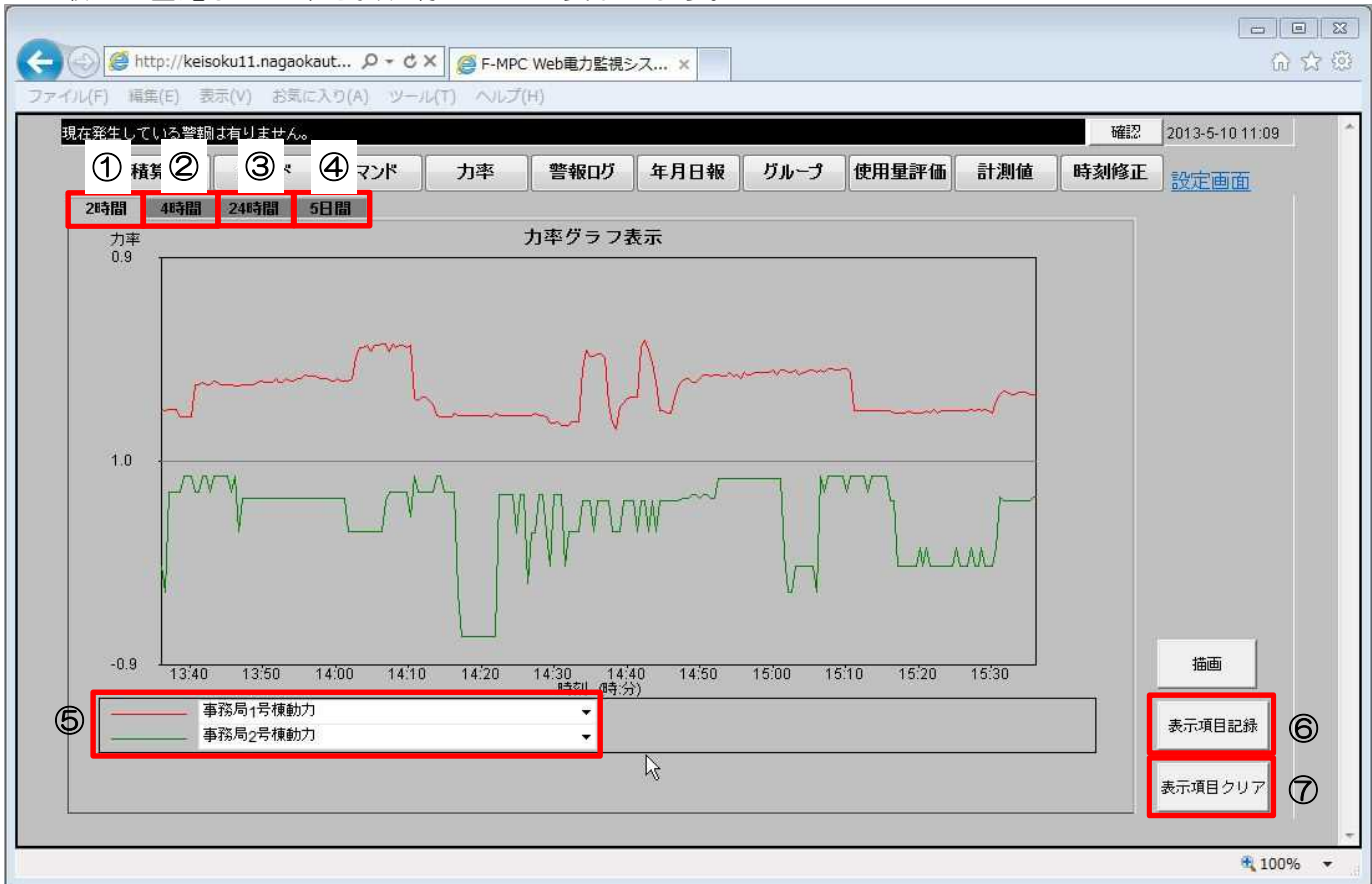 http://keisoku11.nagaokaut...
F-MPC Web電力監視シス...
ファイル(F) 編集(E) 表示(V) お気に入り(A) ツール(T) ヘルプ(H)
現在発生している警報は有りません。 確認 2013-5-10 11:09
① ② ③ ④
積算 マンド 力率 警報ログ 年月日報 グループ 使用量評価 計測値 時刻修正 設定画面
2時間 4時間 24時間 5日間
力率グラフ表示
力率
0.9
1.0
-0.9
13:40 13:50 14:00 14:10 14:20 14:30 14:40 14:50 15:00 15:10 15:20 15:30
時刻 (時:分)
描画
⑤ 事務局1号棟動力
事務局2号棟動力
表示項目記録 ⑥
表示項目クリア ⑦
100%